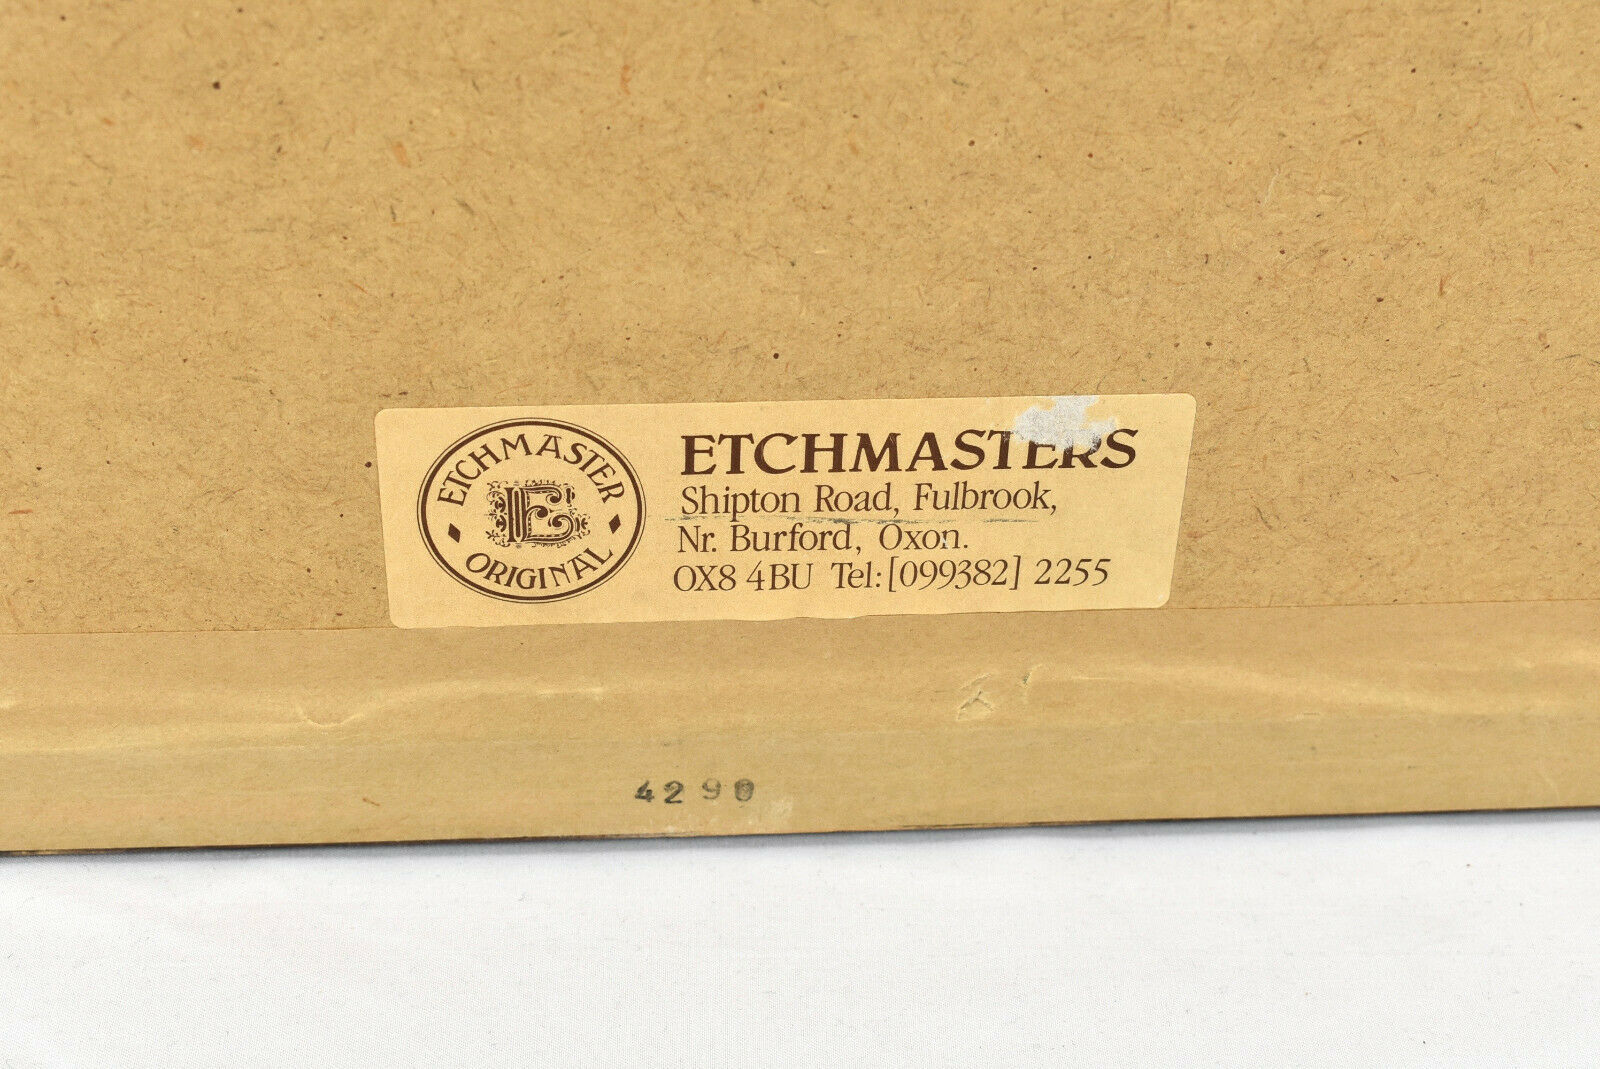 ETCHMASTER
E
ORIGINAL
ETCHMASTERS
Shipton Road, Fulbrook,
Nr. Burford, Oxon.
OX8 4BU Tel:[099382] 2255
4290